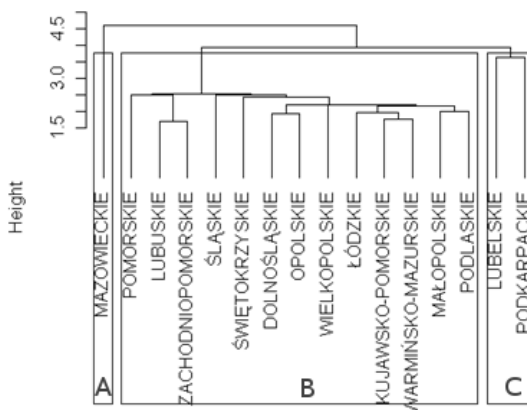 4.5
3.0
1.5
Height
MAZOWIECKIE
POMORSKIE
LUBUSKIE
ZACHODNIOPOMORSKIE
ŚLĄSKIE
ŚWIĘTOKRZYSKIE
DOLNOŚLĄSKIE
OPOLSKIE
WIELKOPOLSKIE
ŁÓDZKIE
KUJAWSKO-POMORSKIE
WARMIŃSKO-MAZURSKIE
MAŁOPOLSKIE
PODLASKIE
LUBELSKIE
PODKARPACKIE
A
B
C